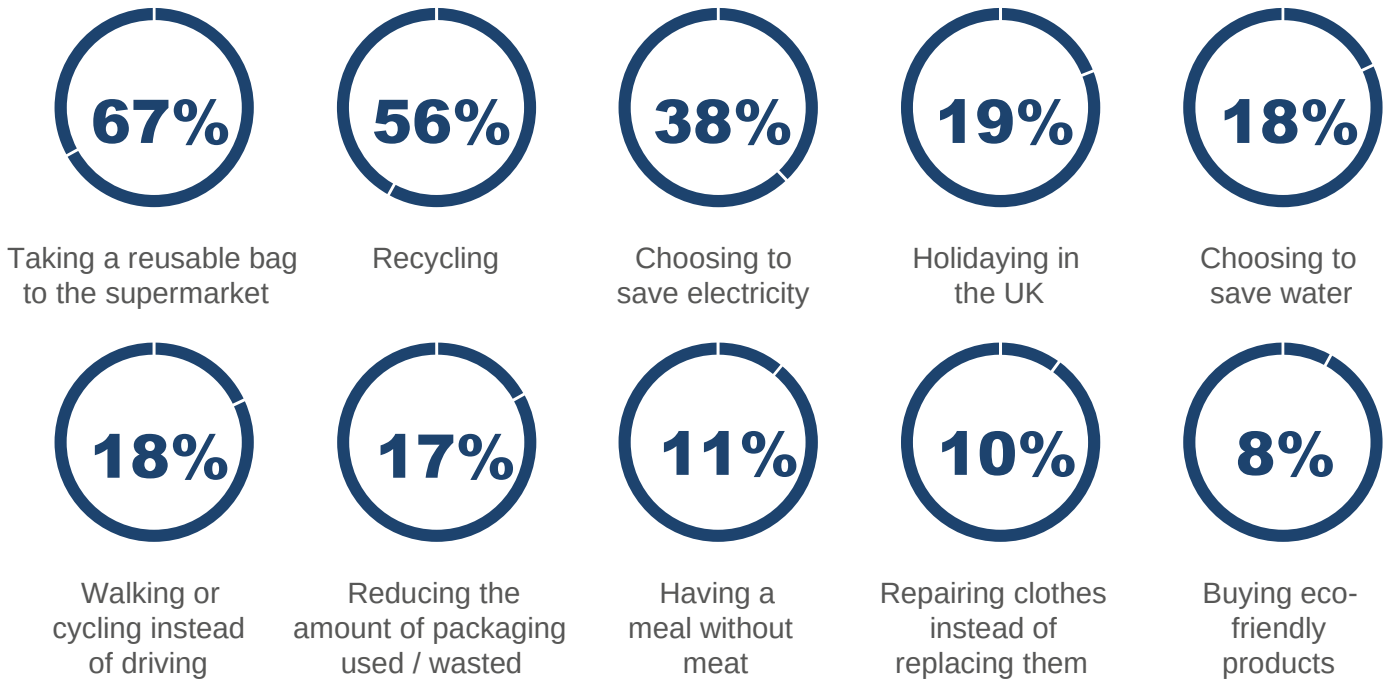 67%
Taking a reusable bag
to the supermarket
56%
Recycling
38%
Choosing to
save electricity
19%
Holidaying in
the UK
18%
Choosing to
save water
18%
Walking or
cycling instead
of driving
17%
Reducing the
amount of packaging
used / wasted
11%
Having a
meal without
meat
10%
Repairing clothes
instead of
replacing them
8%
Buying eco-
friendly
products